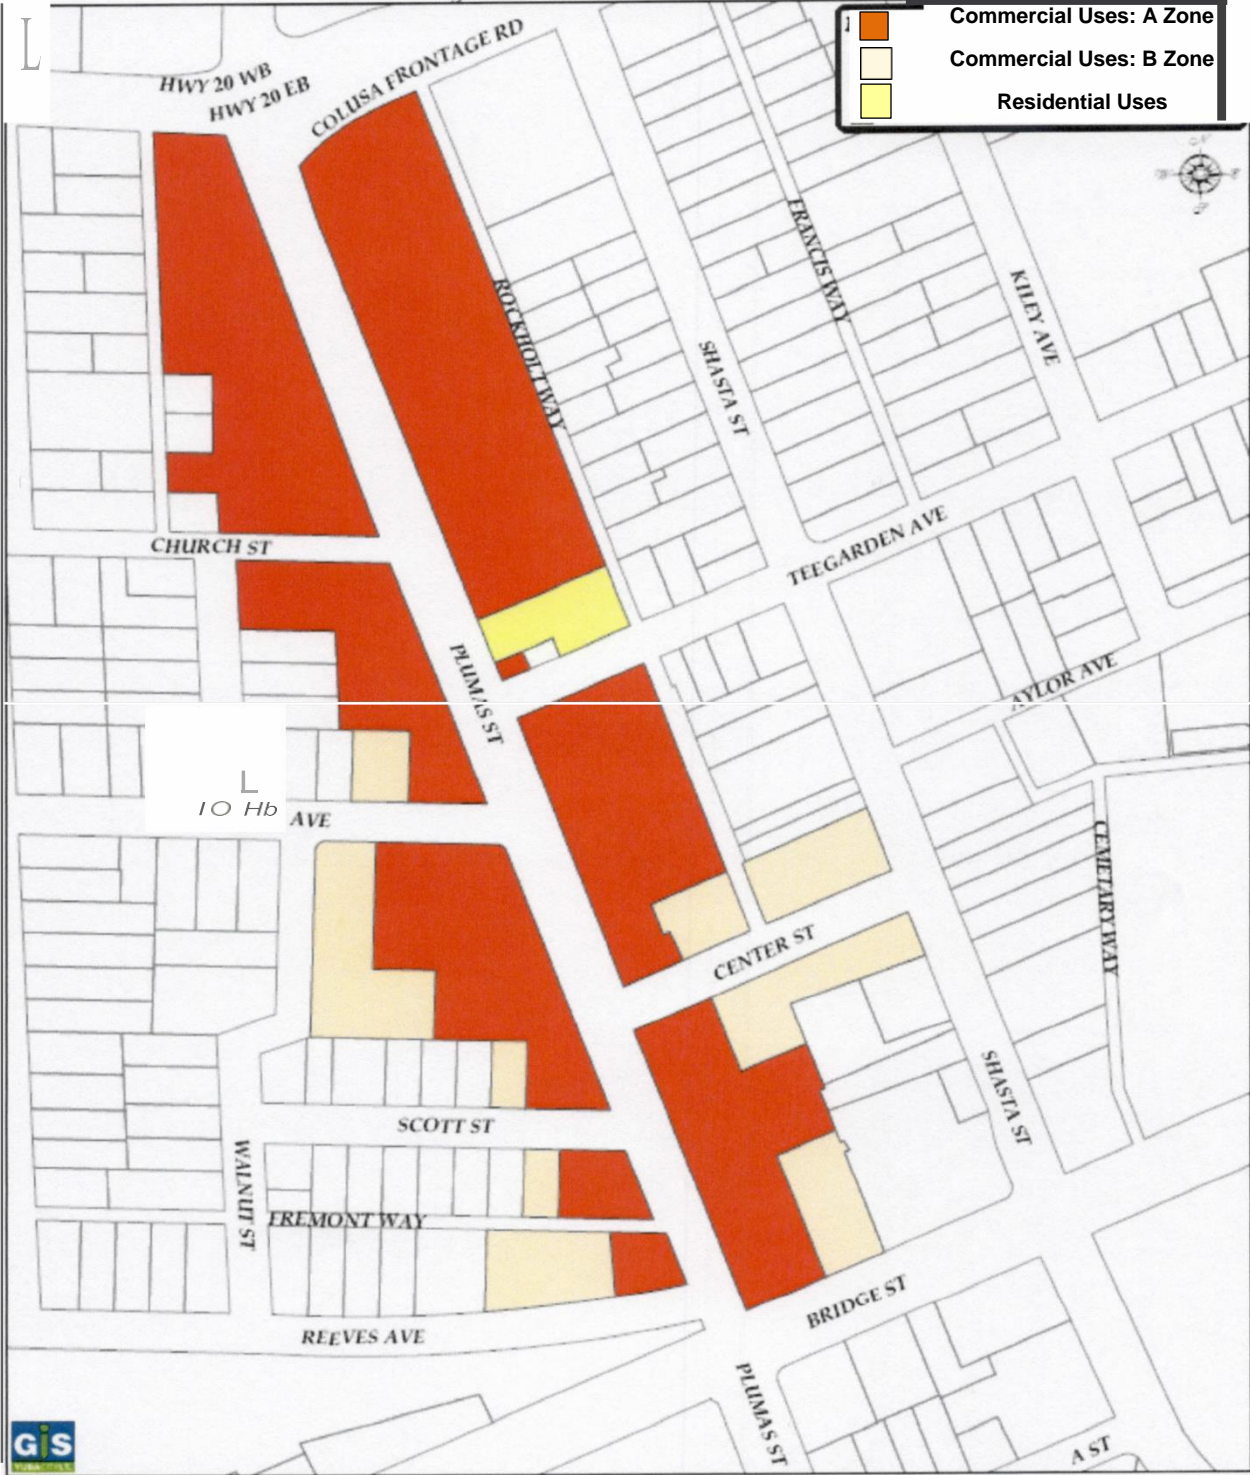 Commercial Uses: A Zone
Commercial Uses: B Zone
Residential Uses
L
HWY 20 WB
HWY 20 EB
COLUSA FRONTAGE RD
FRANCIS WAY
KILEY AVE
ROCKHOLT WAY
SHASTA ST
CHURCH ST
TEEGARDEN AVE
PLUMAS ST
AYLOR AVE
L
10 Hb
AVE
CEMETARY WAY
CENTER ST
SHASTA ST
SCOTT ST
WALNUT ST
FREMONT WAY
BRIDGE ST
REEVES AVE
PLUMAS ST
A ST
GIS